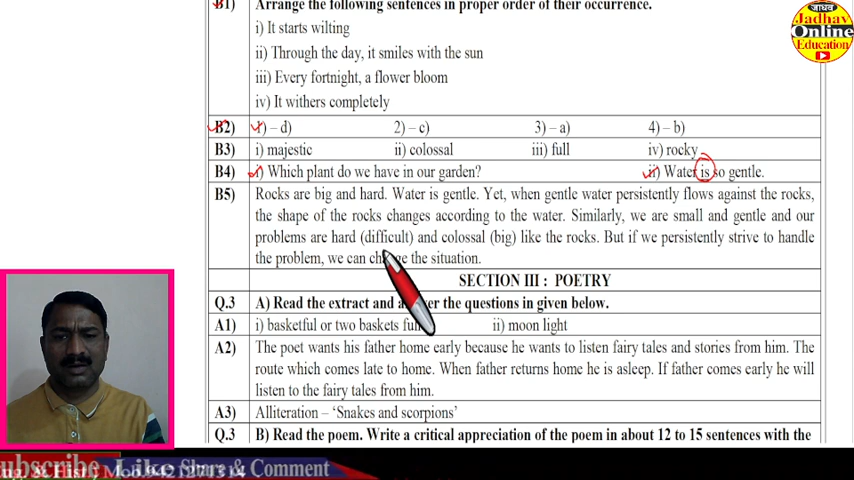 जाधव
Jadhav
Online
Education
B1) Arrange the following sentences in proper order of their occurrence.
i) It starts wilting
ii) Through the day, it smiles with the sun
iii) Every fortnight, a flower bloom
iv) It withers completely
B2) 1) – d) 2) – c) 3) – a) 4) – b)
B3) i) majestic ii) colossal iii) full iv) rocky
B4) i) Which plant do we have in our garden? ii) Water is so gentle.
B5) Rocks are big and hard. Water is gentle. Yet, when gentle water persistently flows against the rocks,
the shape of the rocks changes according to the water. Similarly, we are small and gentle and our
problems are hard (difficult) and colossal (big) like the rocks. But if we persistently strive to handle
the problem, we can change the situation.
SECTION III : POETRY
Q.3 A) Read the extract and answer the questions in given below.
A1) i) basketful or two baskets full ii) moon light
A2) The poet wants his father home early because he wants to listen fairy tales and stories from him. The
route which comes late to home. When father returns home he is asleep. If father comes early he will
listen to the fairy tales from him.
A3) Alliteration – ‘Snakes and scorpions’
Q.3 B) Read the poem. Write a critical appreciation of the poem in about 12 to 15 sentences with the
Like Share & Comment